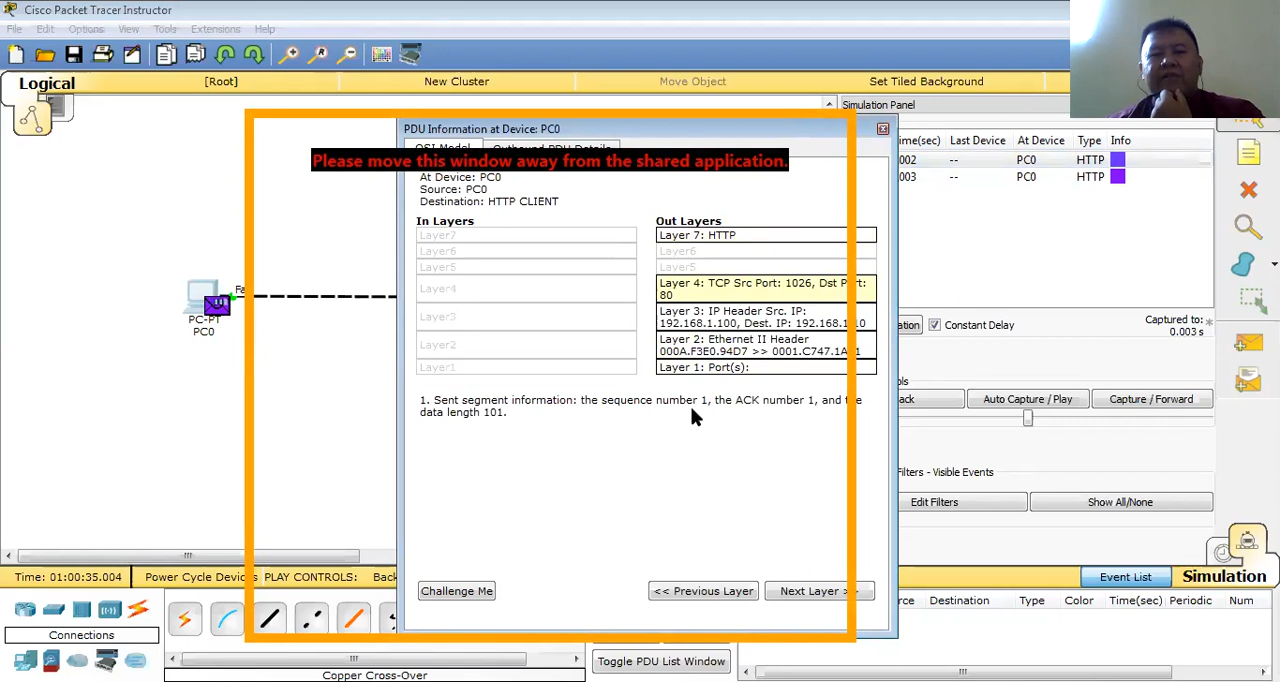 Cisco Packet Tracer Instructor
File Edit Options View Tools Extensions Help
Logical
[Root]
New Cluster
Move Object
Set Tiled Background
Simulation Panel
PDU Information at Device: PC0
OSI Model
Outbound PDU Details
Please move this window away from the shared application.
Last Device At Device Type Info
002 -- PC0 HTTP
003 -- PC0 HTTP
At Device: PC0
Source: PC0
Destination: HTTP CLIENT
In Layers
Layer7
Layer6
Layer5
Layer4
Layer3
Layer2
Layer1
Out Layers
Layer 7: HTTP
Layer6
Layer5
Layer 4: TCP Src Port: 1026, Dst Port:
80
Layer 3: IP Header Src. IP:
192.168.1.100, Dest. IP: 192.168.1.10
Layer 2: Ethernet II Header
000A.F3E0.94D7 >> 0001.C747.1A
Layer 1: Port(s):
1. Sent segment information: the sequence number 1, the ACK number 1, and the
data length 101.
Challenge Me
<< Previous Layer
Next Layer >
Fa
PC-PT
PC0
Constant Delay
Captured to:
0.003 s
Auto Capture / Play
Capture / Forward
Filters - Visible Events
Edit Filters
Show All/None
Time: 01:00:35.004
Power Cycle Devices
PLAY CONTROLS:
Event List
Simulation
Destination Type Color Time(sec) Periodic Num
Connections
Copper Cross-Over
Toggle PDU List Window